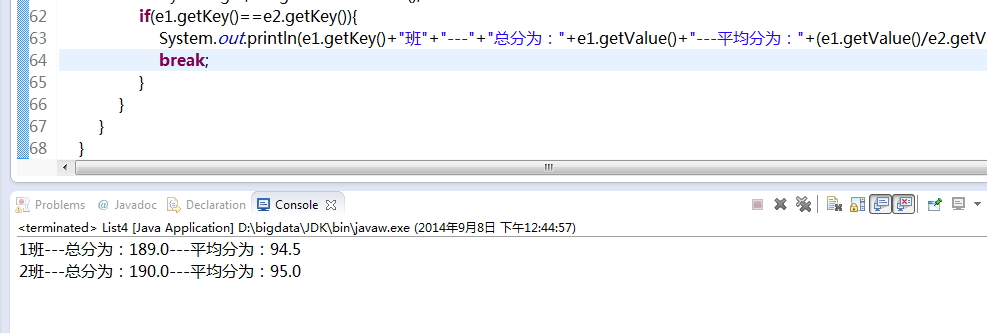 62 if(e1.getKey()==e2.getKey()){
63 System.out.println(e1.getKey()+"班"+"---"+"总分为："+e1.getValue()+"---平均分为："+(e1.getValue()/e2.getVa
64 break;
65 }
66 }
67 }
68 }
Problems @ Javadoc Declaration Console
<terminated> List4 [Java Application] D:\bigdata\JDK\bin\javaw.exe (2014年9月8日 下午12:44:57)
1班---总分为：189.0---平均分为：94.5
2班---总分为：190.0---平均分为：95.0